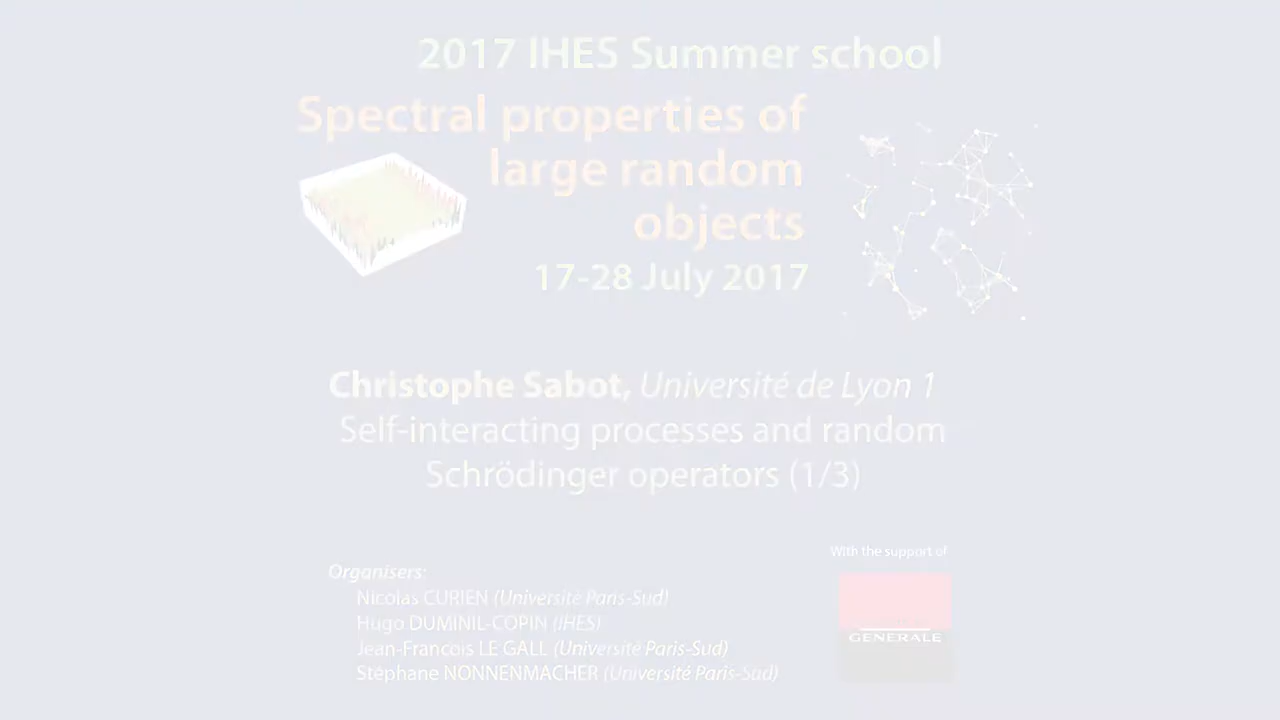 2017 IHES Summer school
Spectral properties of
large random
objects
17-28 July 2017
Christophe Sabot, Université de Lyon 1
Self-interacting processes and random
Schrödinger operators (1/3)
With the support of
Organisers:
Nicolas CURIEN (Université Paris-Sud)
Hugo DUMINIL-COPIN (IHES)
Jean-Francois LE GALL (Université Paris-Sud)
Stéphane NONNENMACHER (Université Paris-Sud)
GENERALE